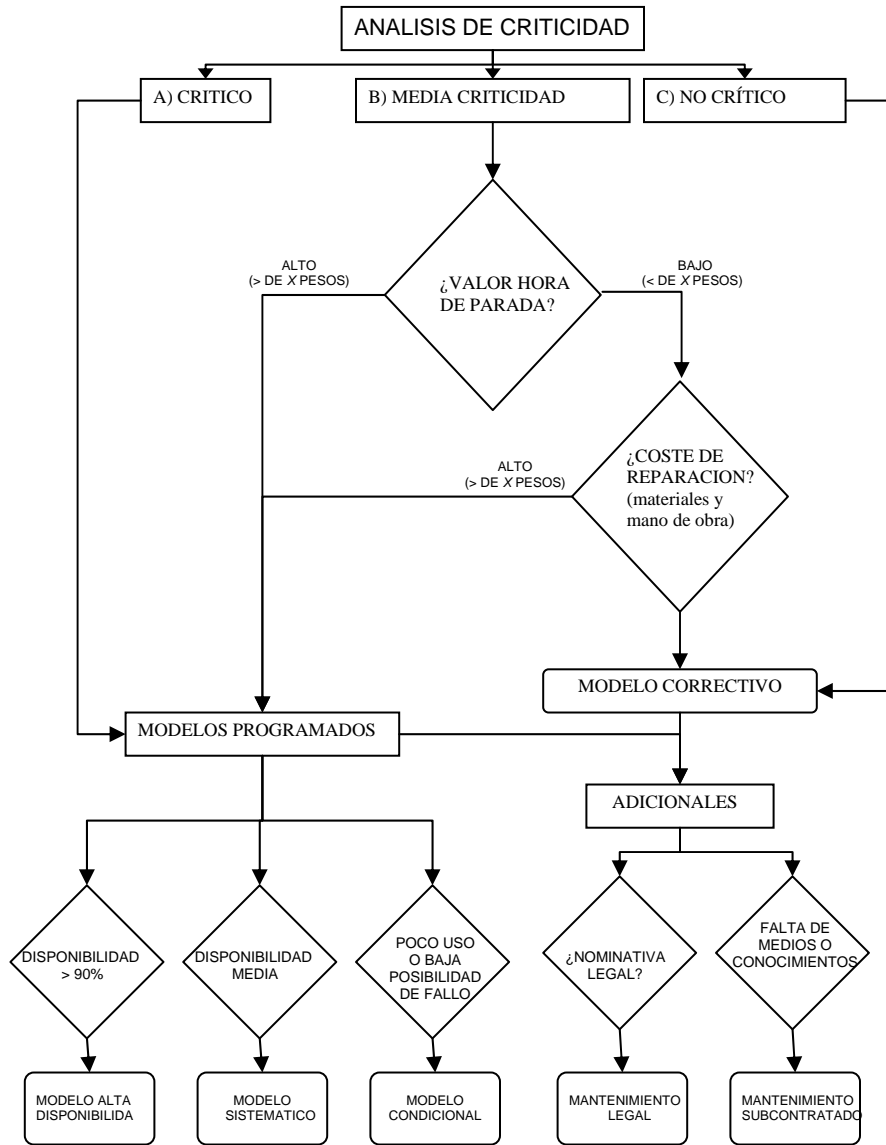 ANALISIS DE CRITICIDAD
A) CRITICO
B) MEDIA CRITICIDAD
C) NO CRÍTICO
ALTO
(> DE X PESOS)
¿VALOR HORA
DE PARADA?
BAJO
(< DE X PESOS)
ALTO
(> DE X PESOS)
¿COSTE DE
REPARACION?
(materiales y
mano de obra)
MODELO CORRECTIVO
MODELOS PROGRAMADOS
ADICIONALES
DISPONIBILIDAD
> 90%
DISPONIBILIDAD
MEDIA
POCO USO
O BAJA
POSIBILIDAD
DE FALLO
¿NOMINATIVA
LEGAL?
FALTA DE
MEDIOS O
CONOCIMIENTOS
MODELO ALTA
DISPONIBILIDA
MODELO
SISTEMATICO
MODELO
CONDICIONAL
MANTENIMIENTO
LEGAL
MANTENIMIENTO
SUBCONTRATADO